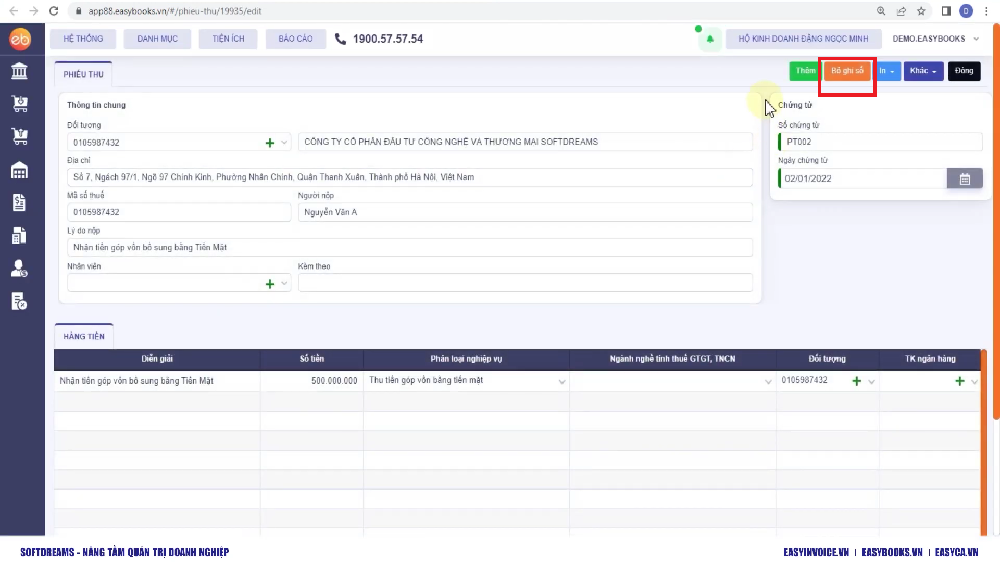 app88.easybooks.vn/#/phieu-thu/19935/edit
D
eb
HỆ THỐNG
DANH MỤC
TIỆN ÍCH
BÁO CÁO
1900.57.57.54
HỘ KINH DOANH ĐẶNG NGỌC MINH
DEMO.EASYBOOKS
PHIẾU THU
Thêm
Bỏ ghi sổ
In
Khác
Đóng
Thông tin chung
Đối tượng
0105987432
CÔNG TY CỔ PHẦN ĐẦU TƯ CÔNG NGHỆ VÀ THƯƠNG MẠI SOFTDREAMS
Địa chỉ
Số 7, Ngách 97/1, Ngõ 97 Chính Kinh, Phường Nhân Chính, Quận Thanh Xuân, Thành phố Hà Nội, Việt Nam
Mã số thuế
Người nộp
0105987432
Nguyễn Văn A
Lý do nộp
Nhận tiền góp vốn bổ sung bằng Tiền Mặt
Nhân viên
Kèm theo
Chứng từ
Số chứng từ
PT002
Ngày chứng từ
02/01/2022
HÀNG TIỀN
Diễn giải
Số tiền
Phân loại nghiệp vụ
Ngành nghề tính thuế GTGT, TNCN
Đối tượng
TK ngân hàng
Nhận tiền góp vốn bổ sung bằng Tiền Mặt
500.000.000
Thu tiền góp vốn bằng tiền mặt
0105987432
SOFTDREAMS - NÂNG TẦM QUẢN TRỊ DOANH NGHIỆP
EASYINVOICE.VN | EASYBOOKS.VN | EASYCA.VN